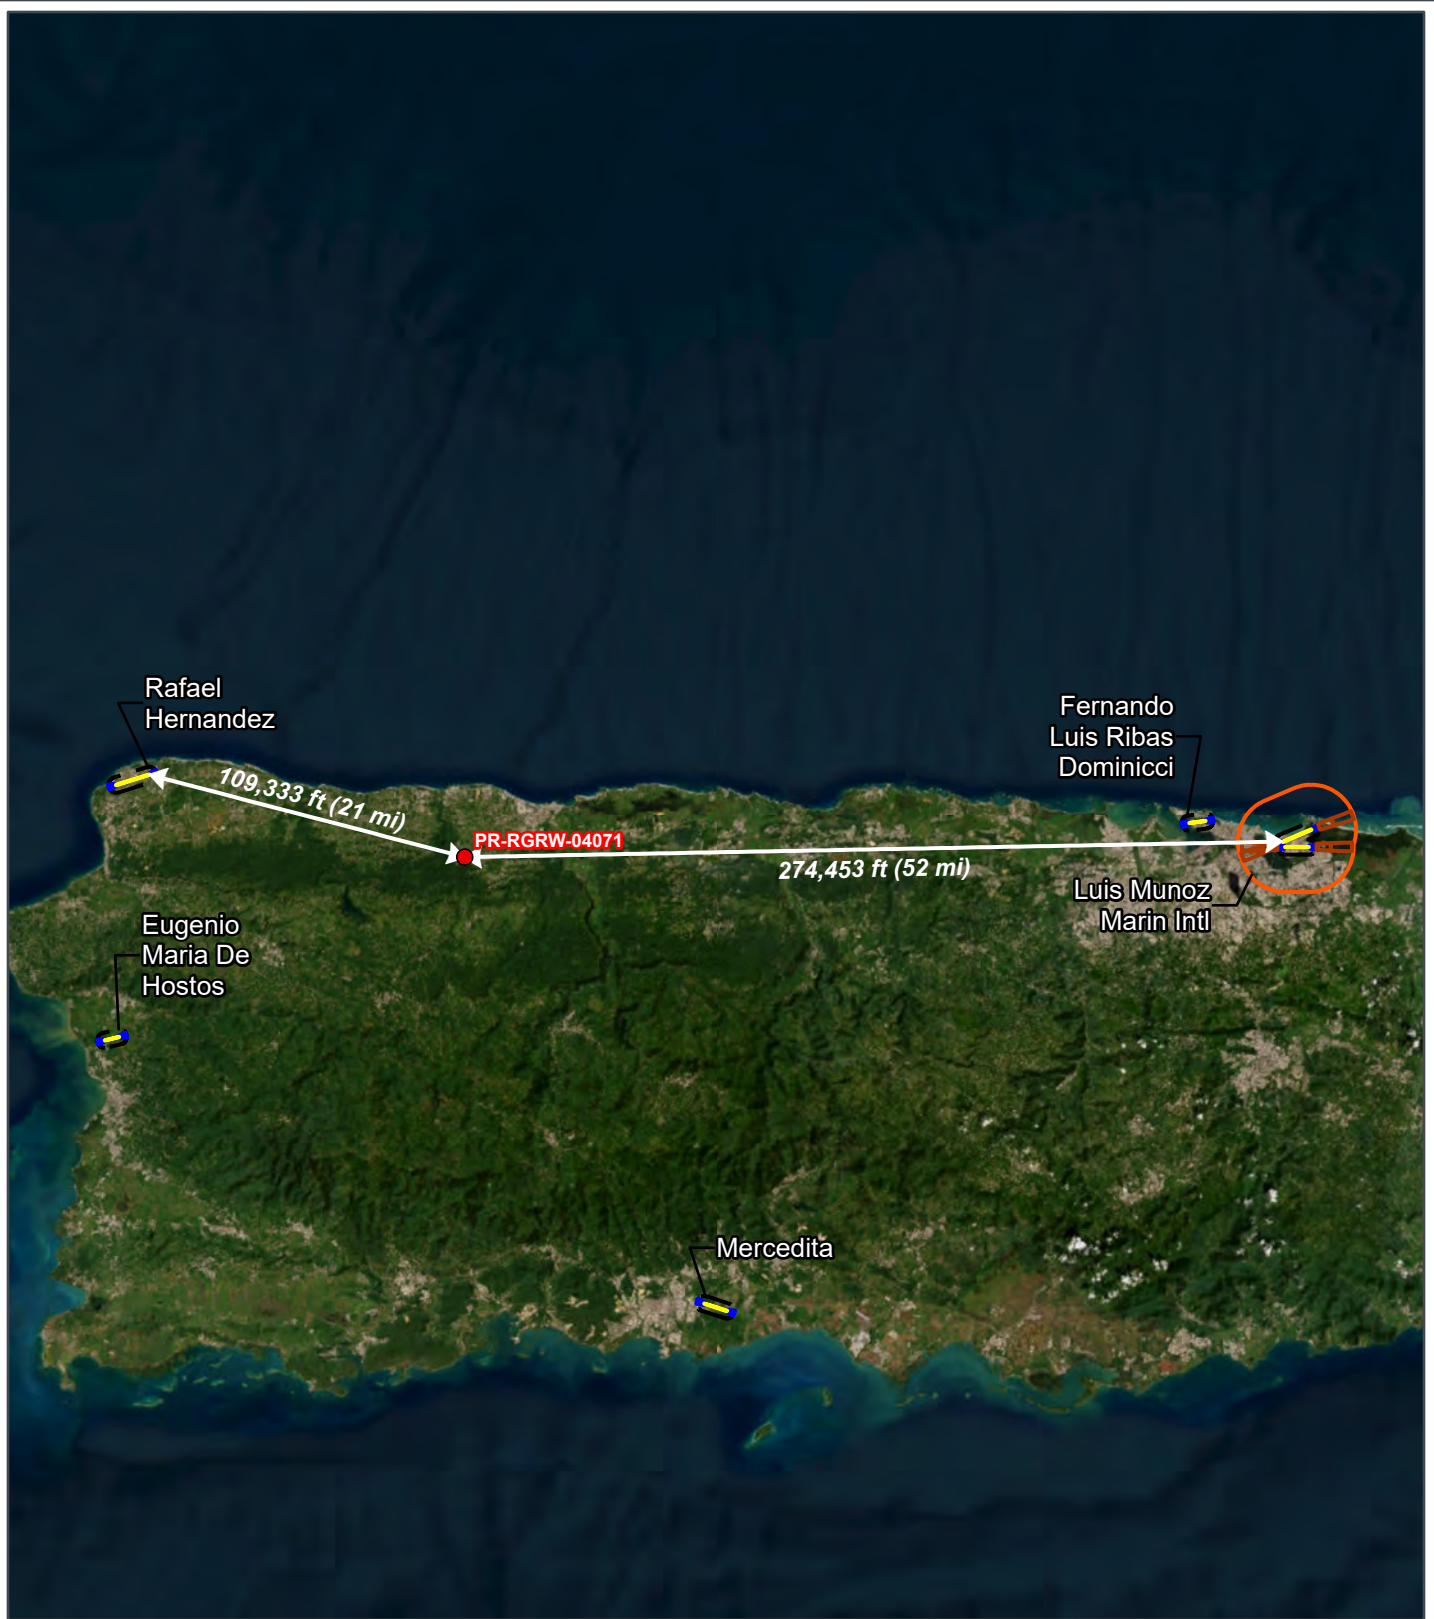 Rafael
Hernandez
Fernando
Luis Ribas
Dominicci
109,333 ft (21 mi)
PR-RGRW-04071
274,453 ft (52 mi)
Luis Munoz
Marin Intl
Eugenio
Maria De
Hostos
Mercedita